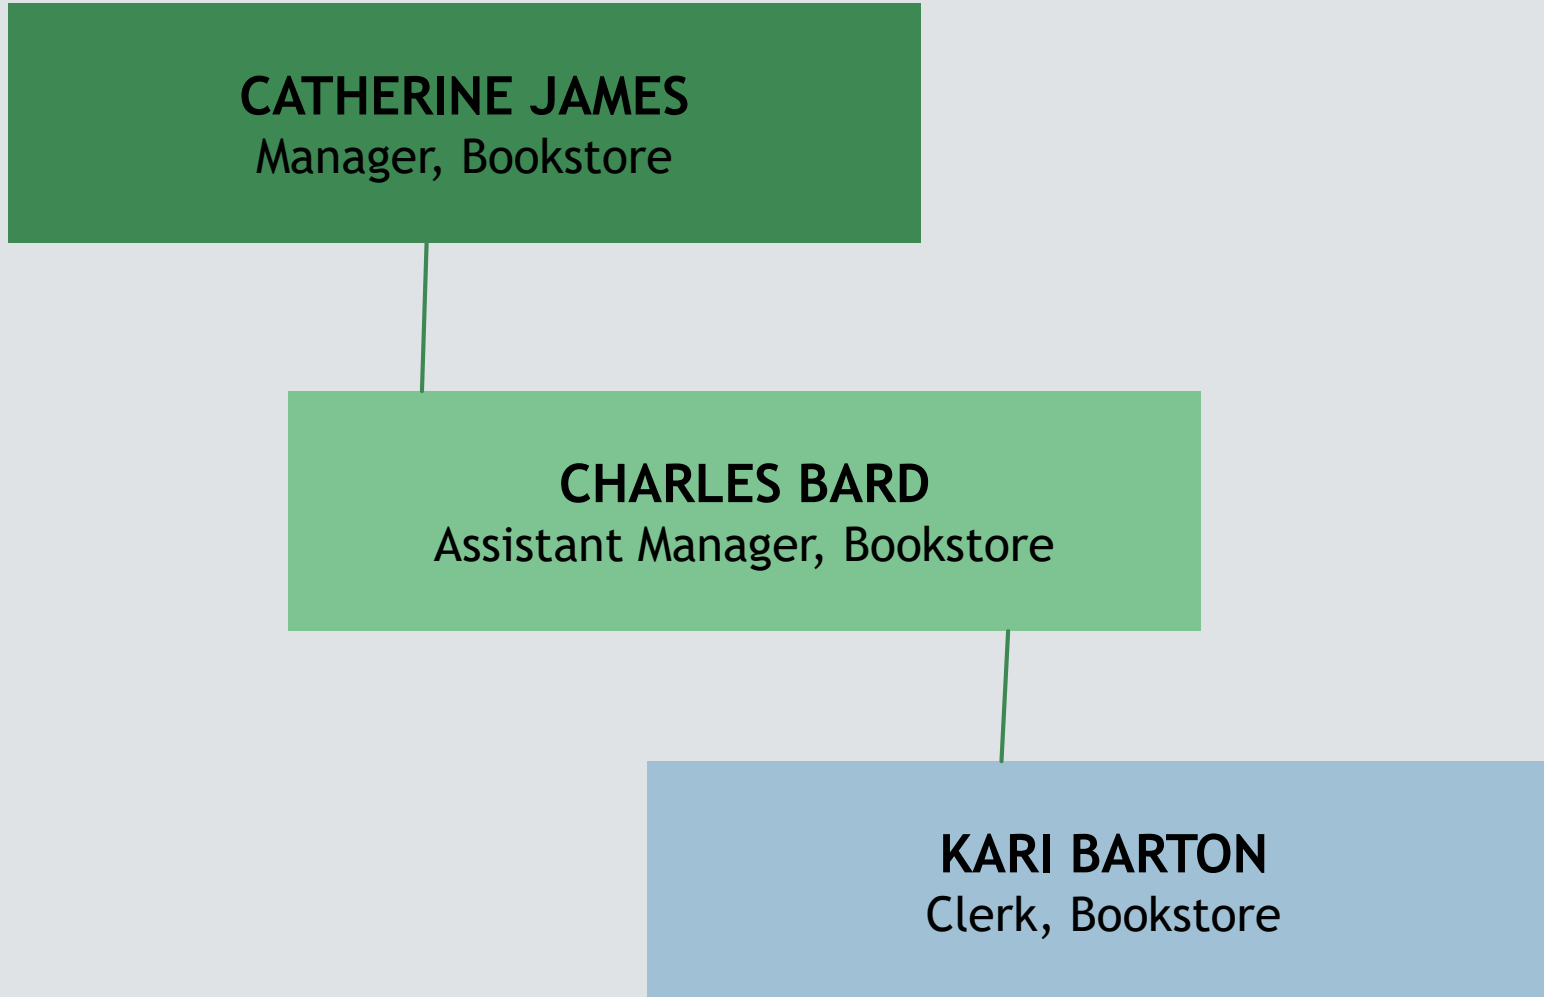 CATHERINE JAMES
Manager, Bookstore
CHARLES BARD
Assistant Manager, Bookstore
KARI BARTON
Clerk, Bookstore